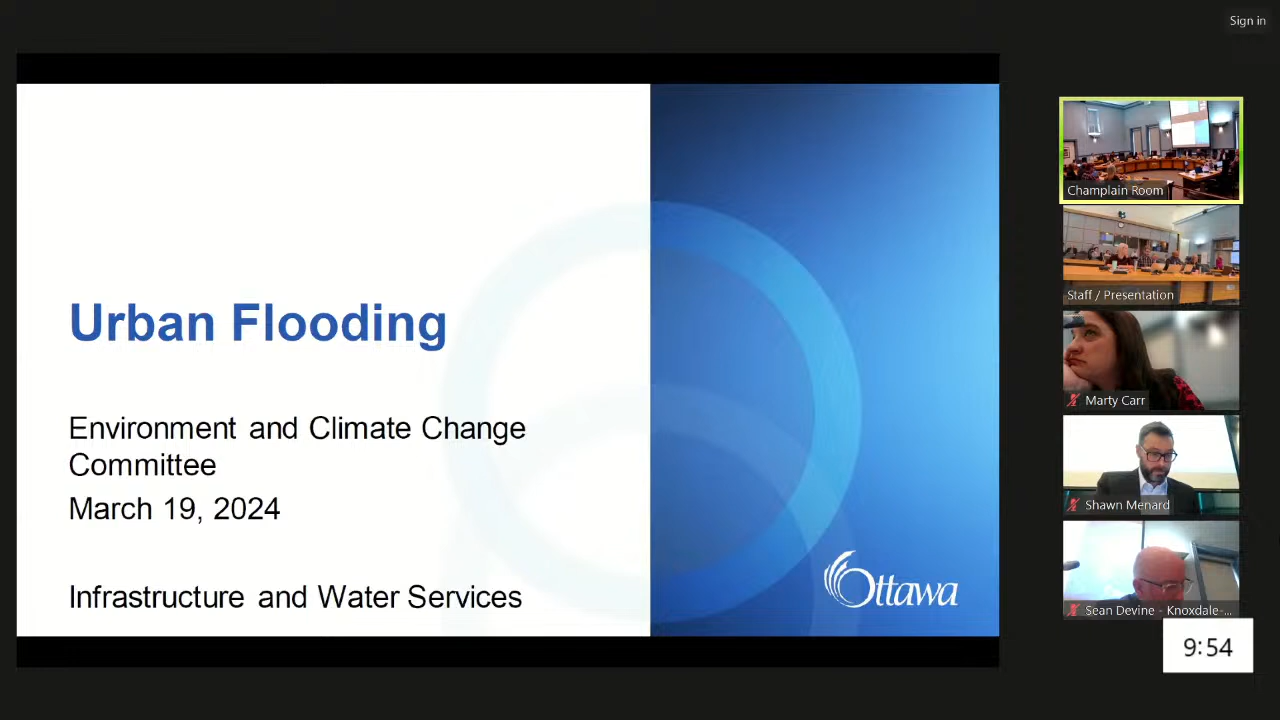 Sign in
Urban Flooding
Environment and Climate Change
Committee
March 19, 2024
Infrastructure and Water Services
Ottawa
Champlain Room
Staff / Presentation
Marty Carr
Shawn Menard
Sean Devine - Knoxdale-...
9:54